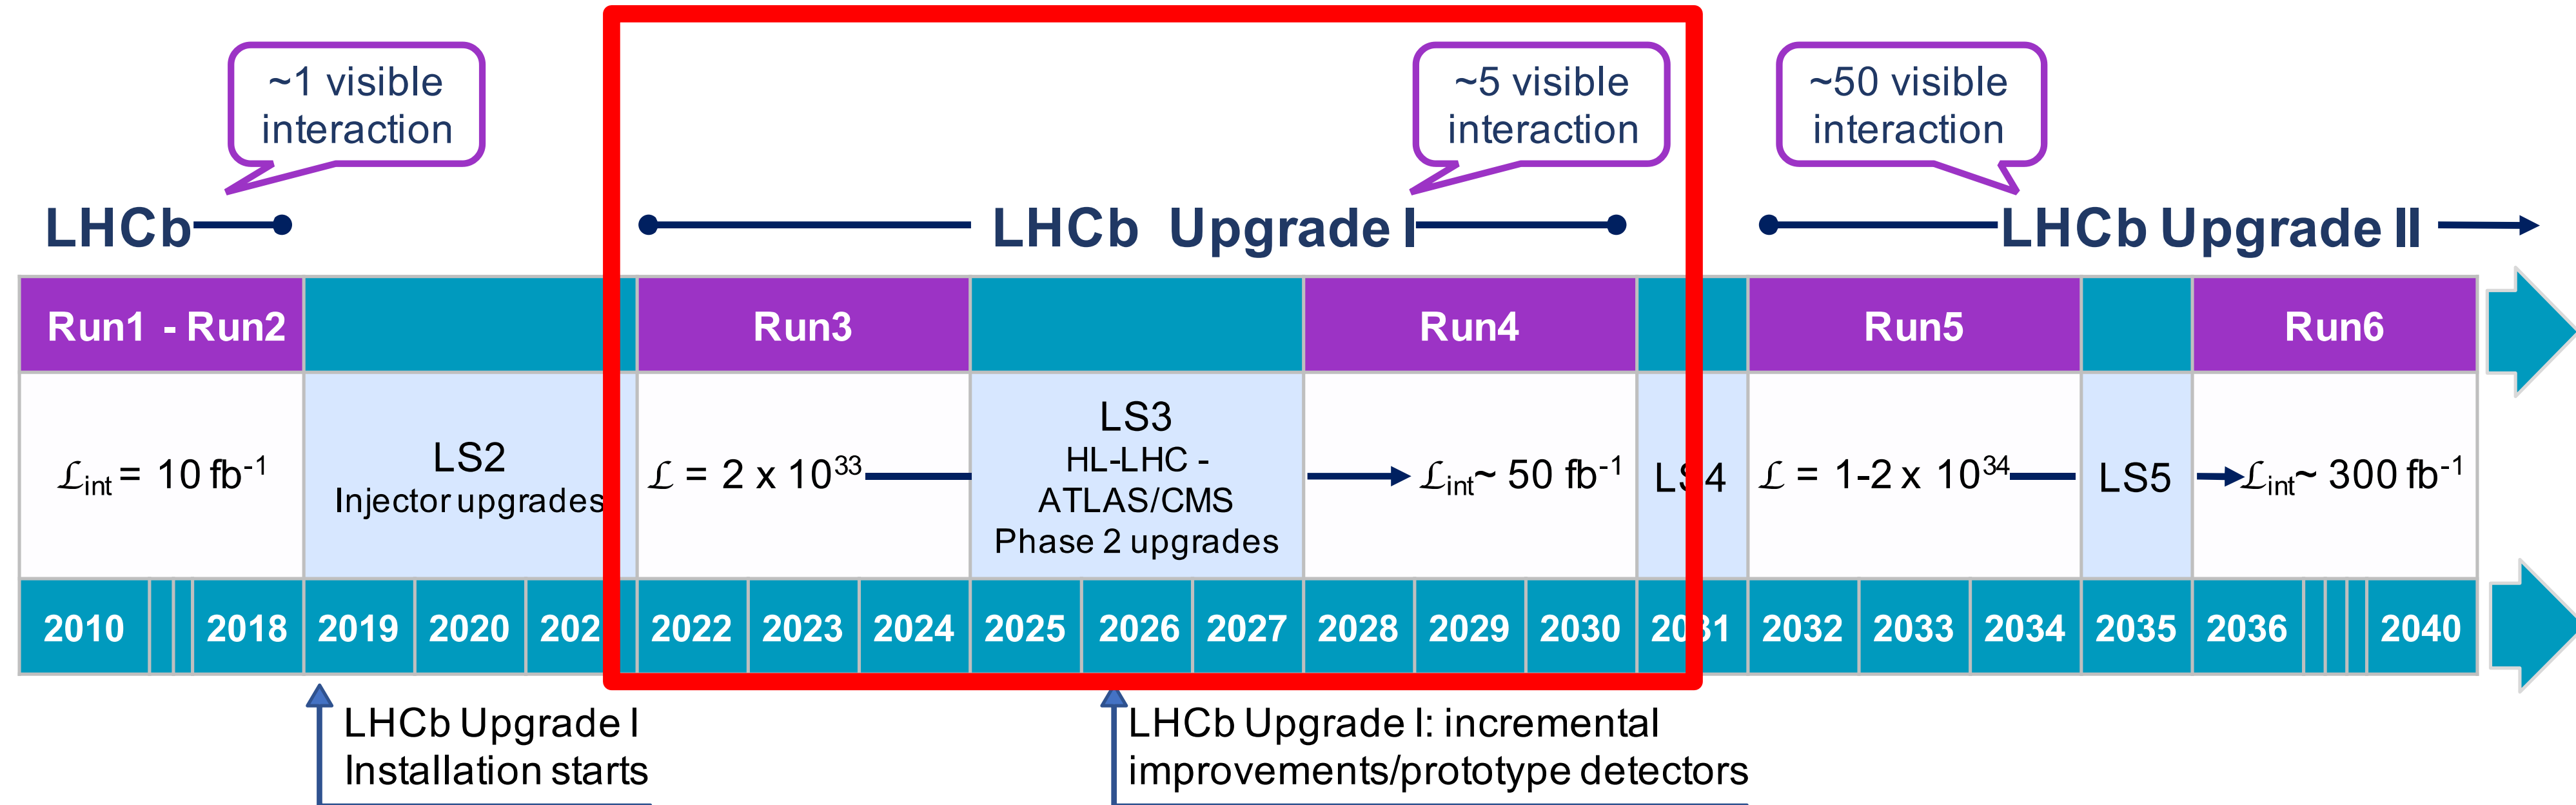 ~1 visible
interaction
~5 visible
interaction
~50 visible
interaction
LHCb
LHCb Upgrade I
LHCb Upgrade II
Run1 - Run2
Run3
Run4
Run5
Run6
ℒint = 10 fb-1
LS2
Injector upgrades
ℒ = 2 x 10³³
LS3
HL-LHC -
ATLAS/CMS
Phase 2 upgrades
ℒint~ 50 fb-1
LS4
ℒ = 1-2 x 10³⁴
LS5
ℒint~ 300 fb-1
2010 2018 2019 2020 202 2022 2023 2024 2025 2026 2027 2028 2029 2030 2031 2032 2033 2034 2035 2036 2040
LHCb Upgrade I
Installation starts
LHCb Upgrade I: incremental
improvements/prototype detectors